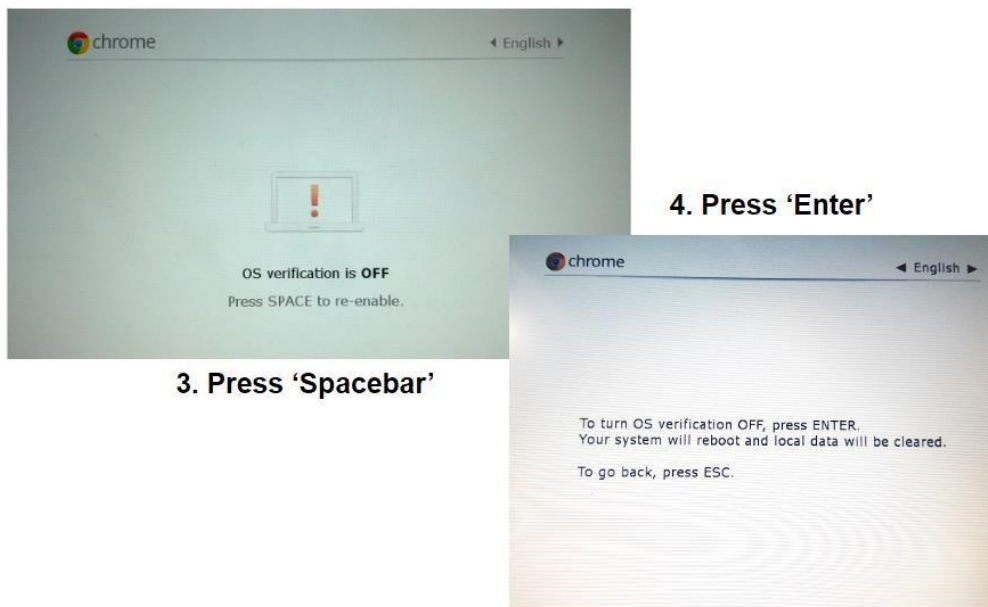 chrome
English
OS verification is OFF
Press SPACE to re-enable.
3. Press ‘Spacebar’
4. Press ‘Enter’
chrome
English
To turn OS verification OFF, press ENTER.
Your system will reboot and local data will be cleared.
To go back, press ESC.